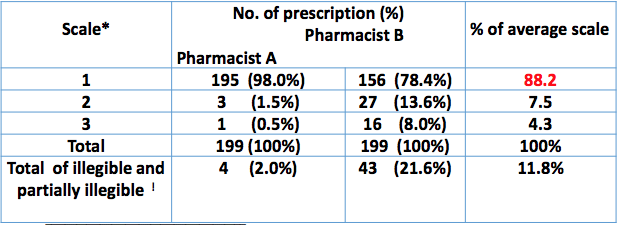 Scale* No. of prescription (%) % of average scale
Pharmacist B
Pharmacist A
1 195 (98.0%) 156 (78.4%) 88.2
2 3 (1.5%) 27 (13.6%) 7.5
3 1 (0.5%) 16 (8.0%) 4.3
Total 199 (100%) 199 (100%) 100%
Total of illegible and 4 (2.0%) 43 (21.6%) 11.8%
partially illegible ˡ